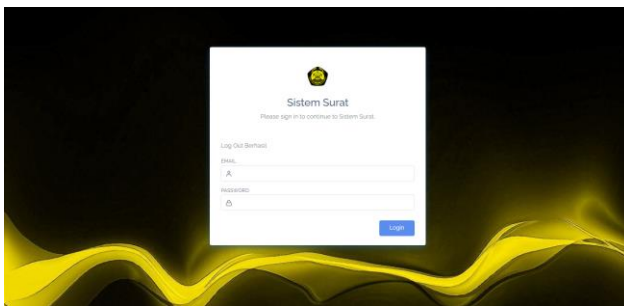 Sistem Surat
Please sign in to continue to Sistem Surat.
Log Out Berhasil
EMAIL
PASSWORD
Login